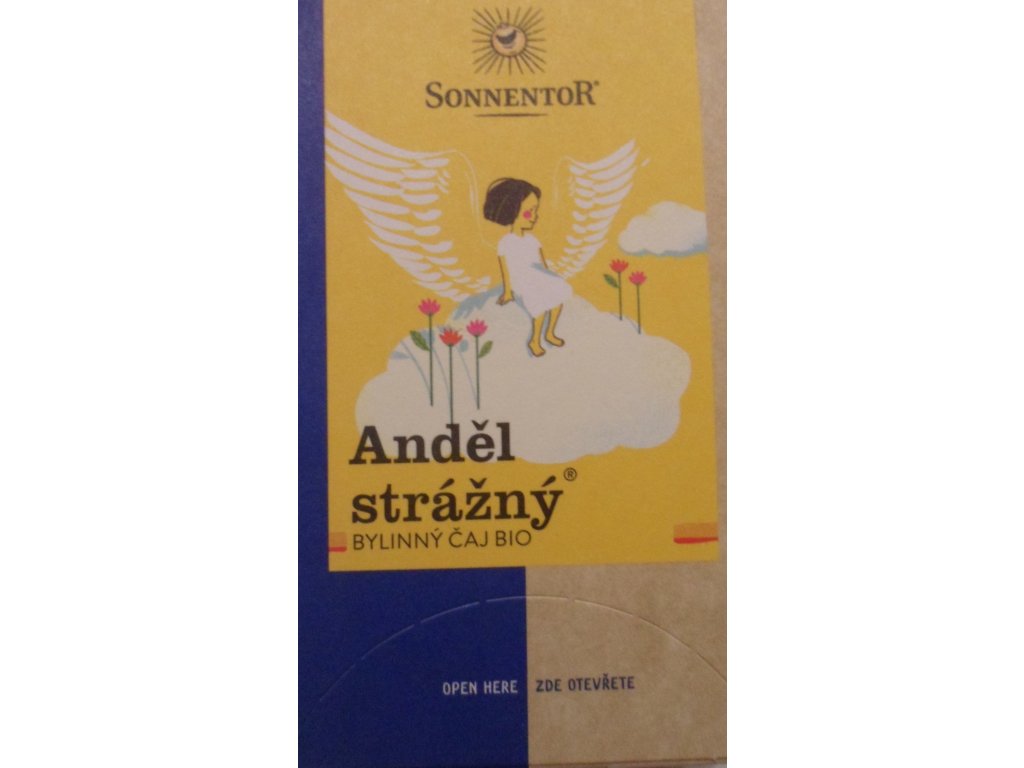 SONNENTOR®
Anděl
strážný®
BYLINNÝ ČAJ BIO
OPEN HERE ZDE OTEVŘETE